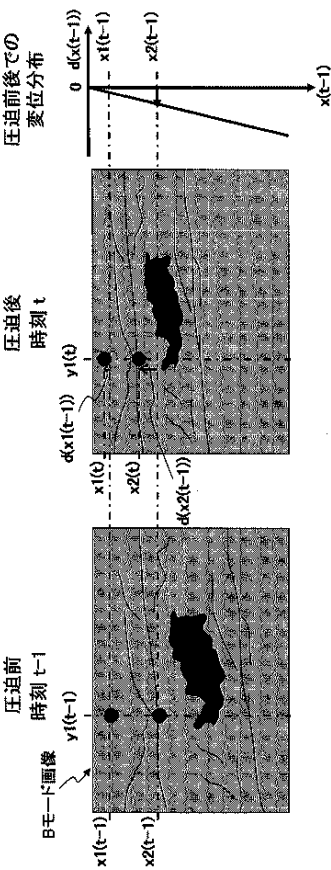 圧迫前
時刻 t-1
Bモード画像
y1(t-1)
x1(t-1)
x2(t-1)
圧迫後
時刻 t
y1(t)
d(x1(t-1))
x1(t)
x2(t)
d(x2(t-1))
圧迫前後での
変位分布
d(x(t-1))
0
x1(t-1)
x2(t-1)
x(t-1)